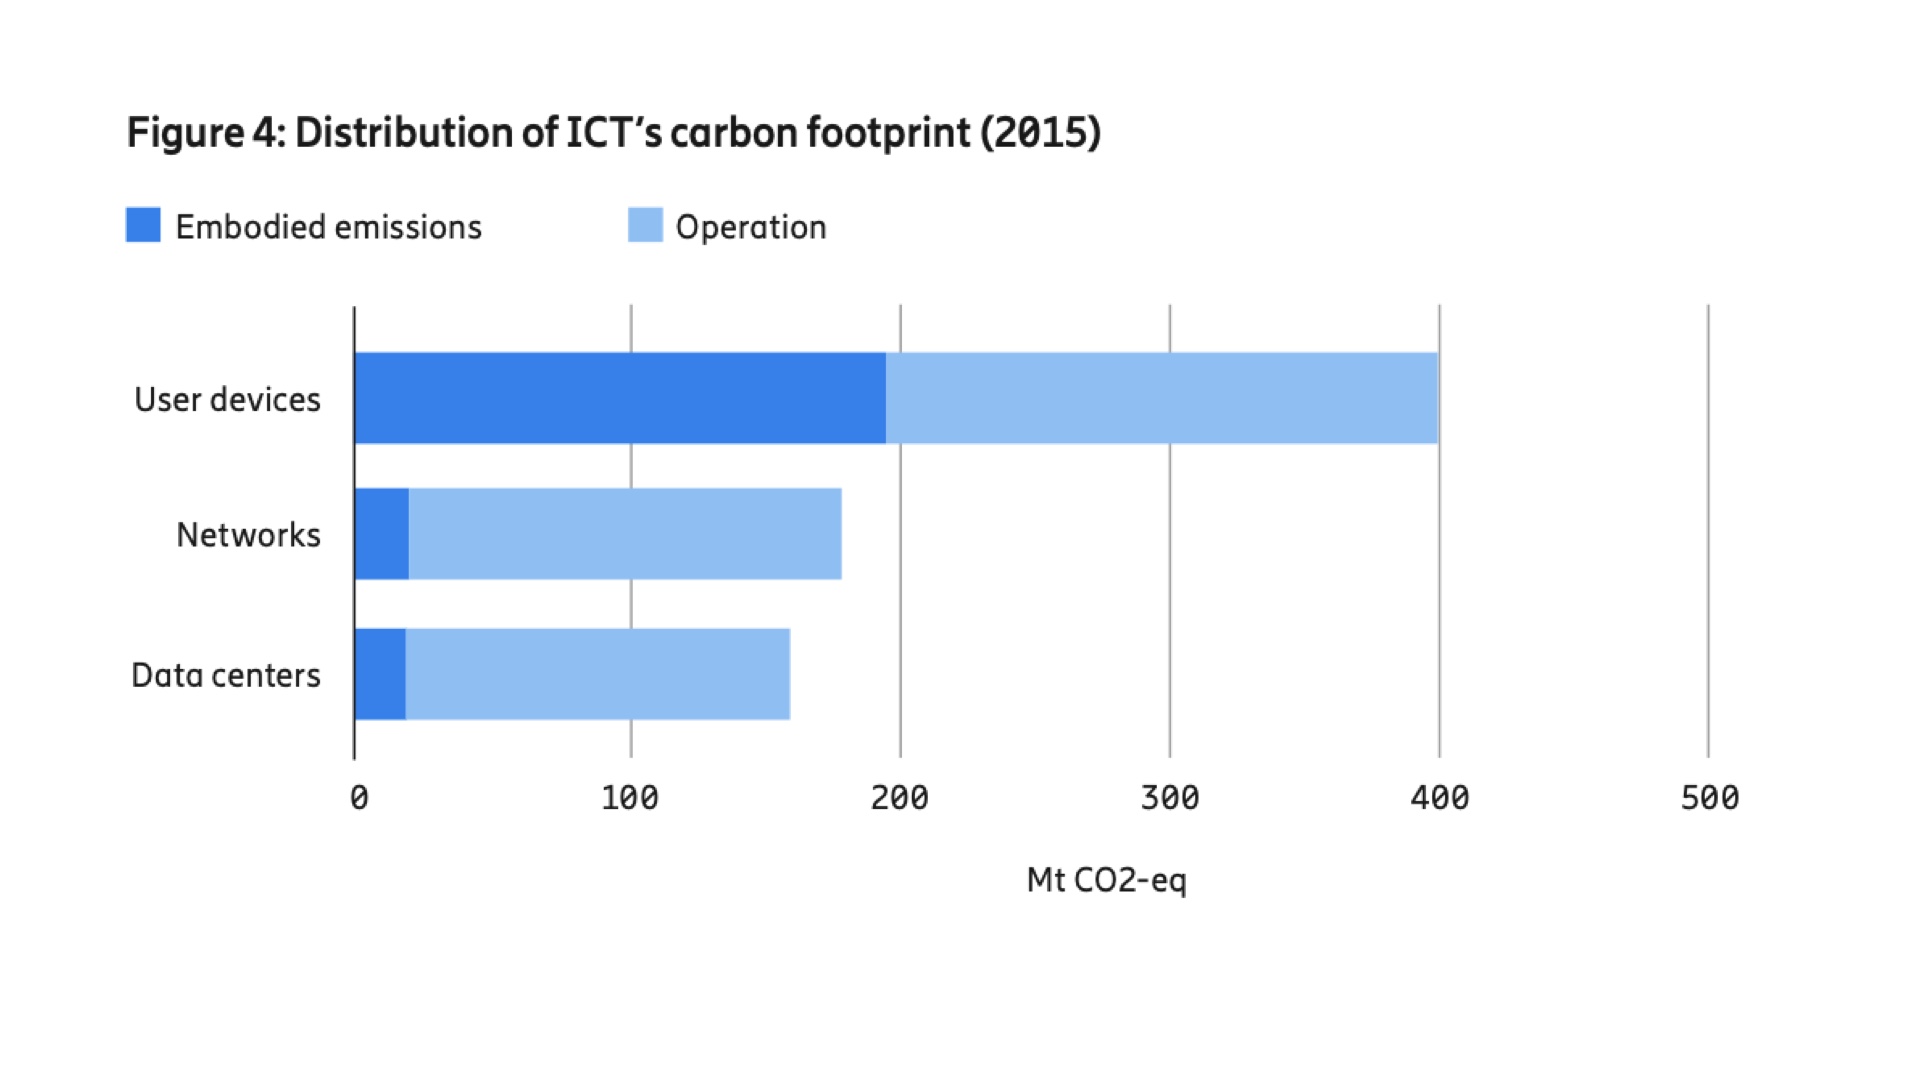 Figure 4: Distribution of ICT’s carbon footprint (2015)
Embodied emissions
Operation
User devices
Networks
Data centers
0 100 200 300 400 500
Mt CO2-eq